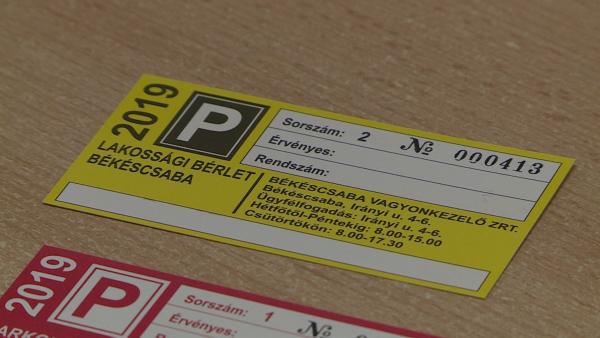 2019
P
LAKOSSÁGI BÉRLET
BÉKÉSCSABA
Sorszám: 2 № 000413
Érvényes:
Rendszám:
BÉKÉSCSABA VAGYONKEZELŐ ZRT.
Békéscsaba, Irányi u. 4-6.
Ügyfélfogadás: Irányi u. 4-6.
Hétfőtől-Péntekig: 8.00-15.00
Csütörtökön: 8.00-17.30
2019
P
Sorszám: 1 №
Érvényes: